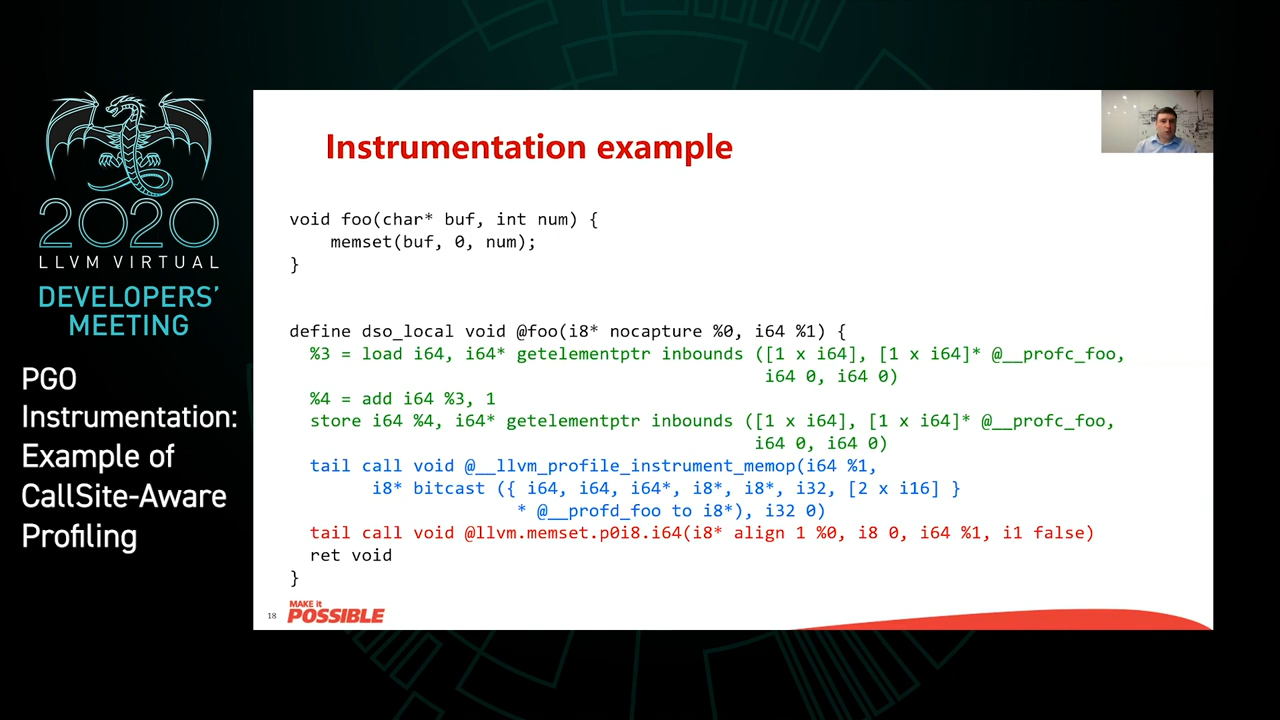 2020
LLVM VIRTUAL
DEVELOPERS'
MEETING
PGO
Instrumentation:
Example of
CallSite-Aware
Profiling
Instrumentation example
void foo(char* buf, int num) {
    memset(buf, 0, num);
}
define dso_local void @foo(i8* nocapture %0, i64 %1) {
  %3 = load i64, i64* getelementptr inbounds ([1 x i64], [1 x i64]* @__profc_foo,
i64 0, i64 0)
  %4 = add i64 %3, 1
  store i64 %4, i64* getelementptr inbounds ([1 x i64], [1 x i64]* @__profc_foo,
i64 0, i64 0)
  tail call void @__llvm_profile_instrument_memop(i64 %1,
i8* bitcast ({ i64, i64, i64*, i8*, i8*, i32, [2 x i16] }
* @__profd_foo to i8*), i32 0)
  tail call void @llvm.memset.p0i8.i64(i8* align 1 %0, i8 0, i64 %1, i1 false)
  ret void
}
18
MAKE it
POSSIBLE